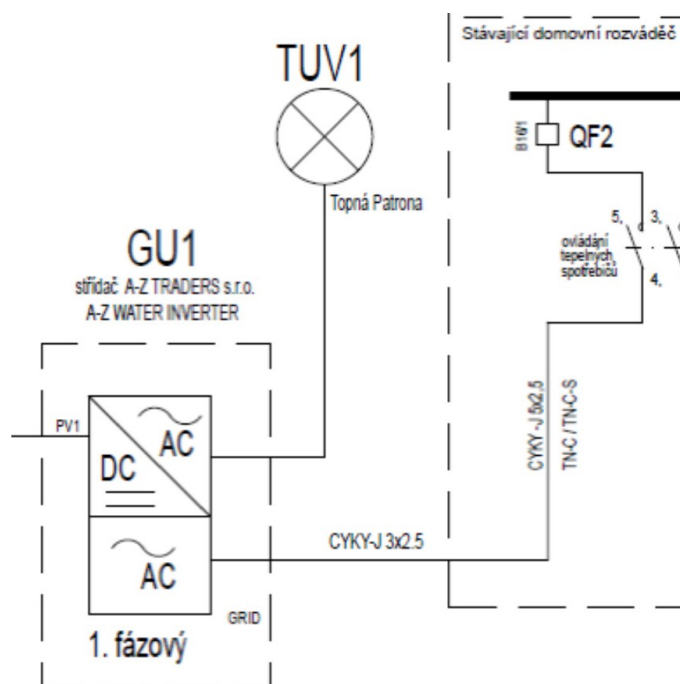 Stávající domovní rozváděč
TUV1
B16/1
QF2
Topná Patrona
5,
3,
ovládání
tepelných
spotřebičů
4,
GU1
střídač A-Z TRADERS s.r.o.
A-Z WATER INVERTER
PV1
AC
DC
CYKY -J 5x2,5
TN-C / TN-C-S
CYKY-J 3x2.5
AC
GRID
1. fázový